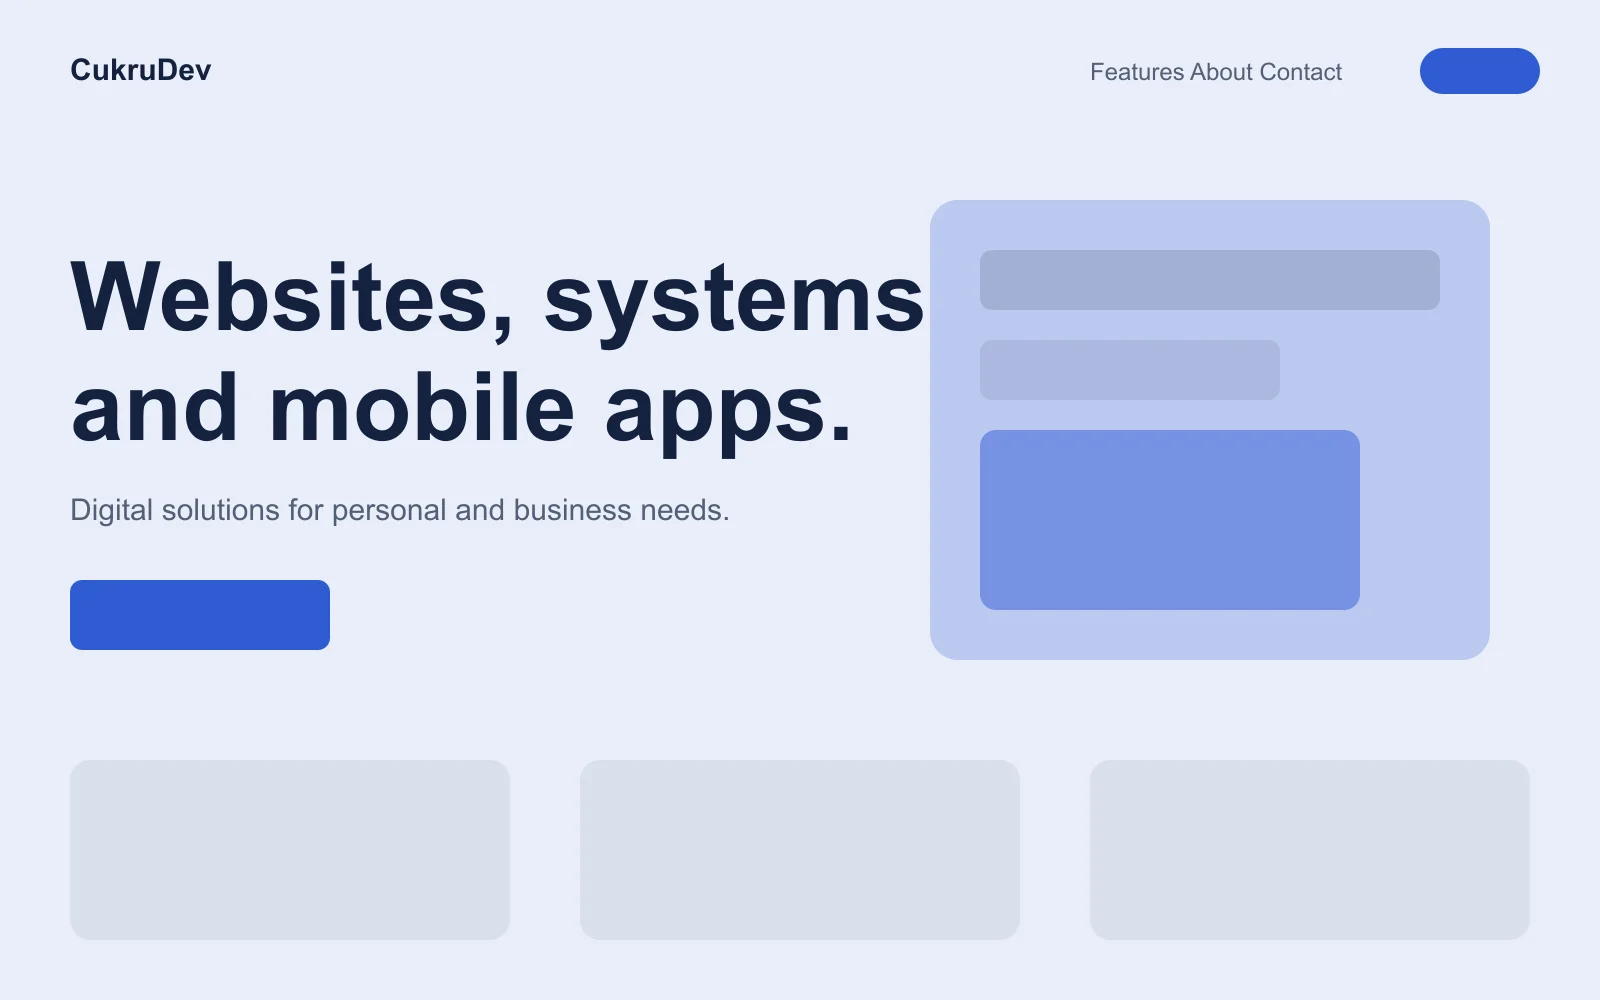 CukruDev
Features About Contact
Websites, systems
and mobile apps.
Digital solutions for personal and business needs.